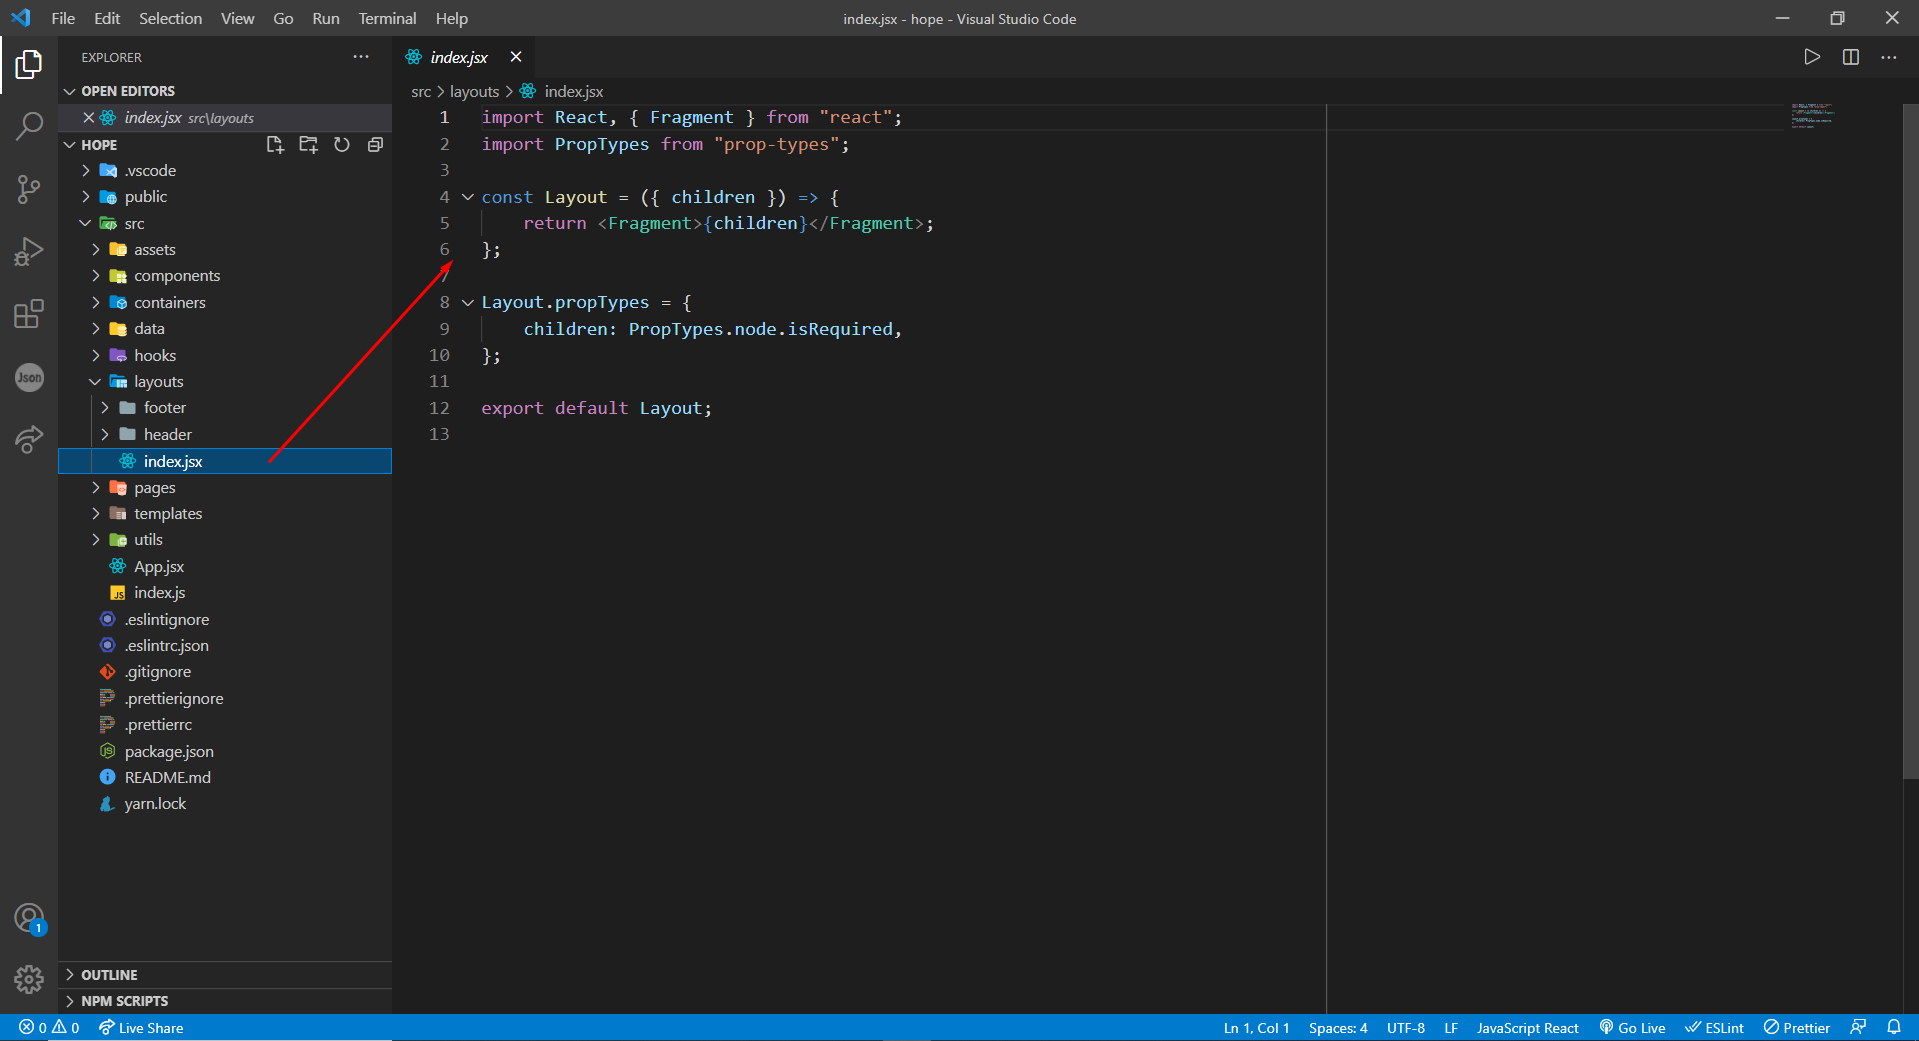 File Edit Selection View Go Run Terminal Help
index.jsx - hope - Visual Studio Code
EXPLORER
OPEN EDITORS
index.jsx src\layouts
HOPE
.vscode
public
src
assets
components
containers
data
hooks
layouts
footer
header
index.jsx
pages
templates
utils
App.jsx
JS index.js
.eslintignore
.eslintrc.json
.gitignore
.prettierignore
.prettierrc
package.json
README.md
yarn.lock
OUTLINE
NPM SCRIPTS
Json
1
index.jsx
src > layouts > index.jsx
1 import React, { Fragment } from "react";
2 import PropTypes from "prop-types";
3
4 const Layout = ({ children }) => {
5 return <Fragment>{children}</Fragment>;
6 };
7
8 Layout.propTypes = {
9 children: PropTypes.node.isRequired,
10 };
11
12 export default Layout;
13
0 0 Live Share
Ln 1, Col 1 Spaces: 4 UTF-8 LF JavaScript React Go Live ESLint Prettier